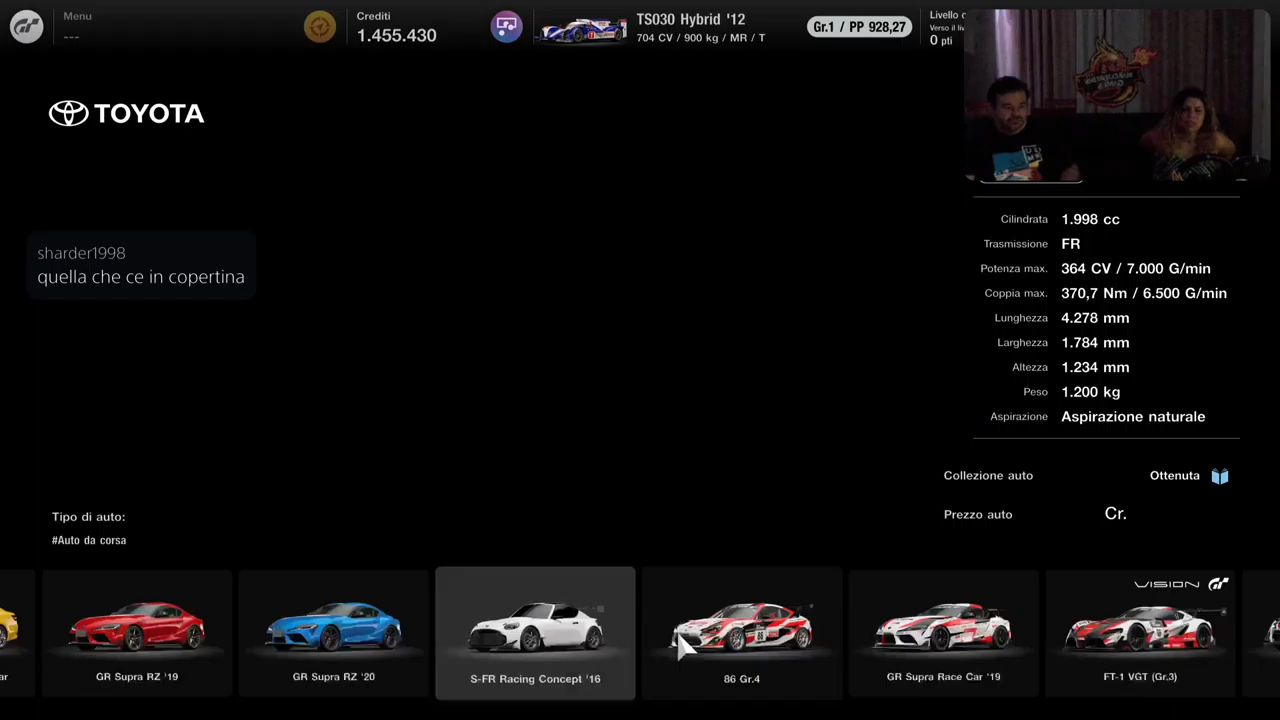 Menu
---
Crediti
1.455.430
TS030 Hybrid '12
704 CV / 900 kg / MR / T
Gr.1 / PP 928,27
Livello c
Verso il liv
0 pti
TOYOTA
sharder1998
quella che ce in copertina
Cilindrata 1.998 cc
Trasmissione FR
Potenza max. 364 CV / 7.000 G/min
Coppia max. 370,7 Nm / 6.500 G/min
Lunghezza 4.278 mm
Larghezza 1.784 mm
Altezza 1.234 mm
Peso 1.200 kg
Aspirazione Aspirazione naturale
Collezione auto Ottenuta
Prezzo auto Cr.
Tipo di auto:
#Auto da corsa
ar
GR Supra RZ '19
GR Supra RZ '20
S-FR Racing Concept '16
86 Gr.4
GR Supra Race Car '19
VISION GT
FT-1 VGT (Gr.3)